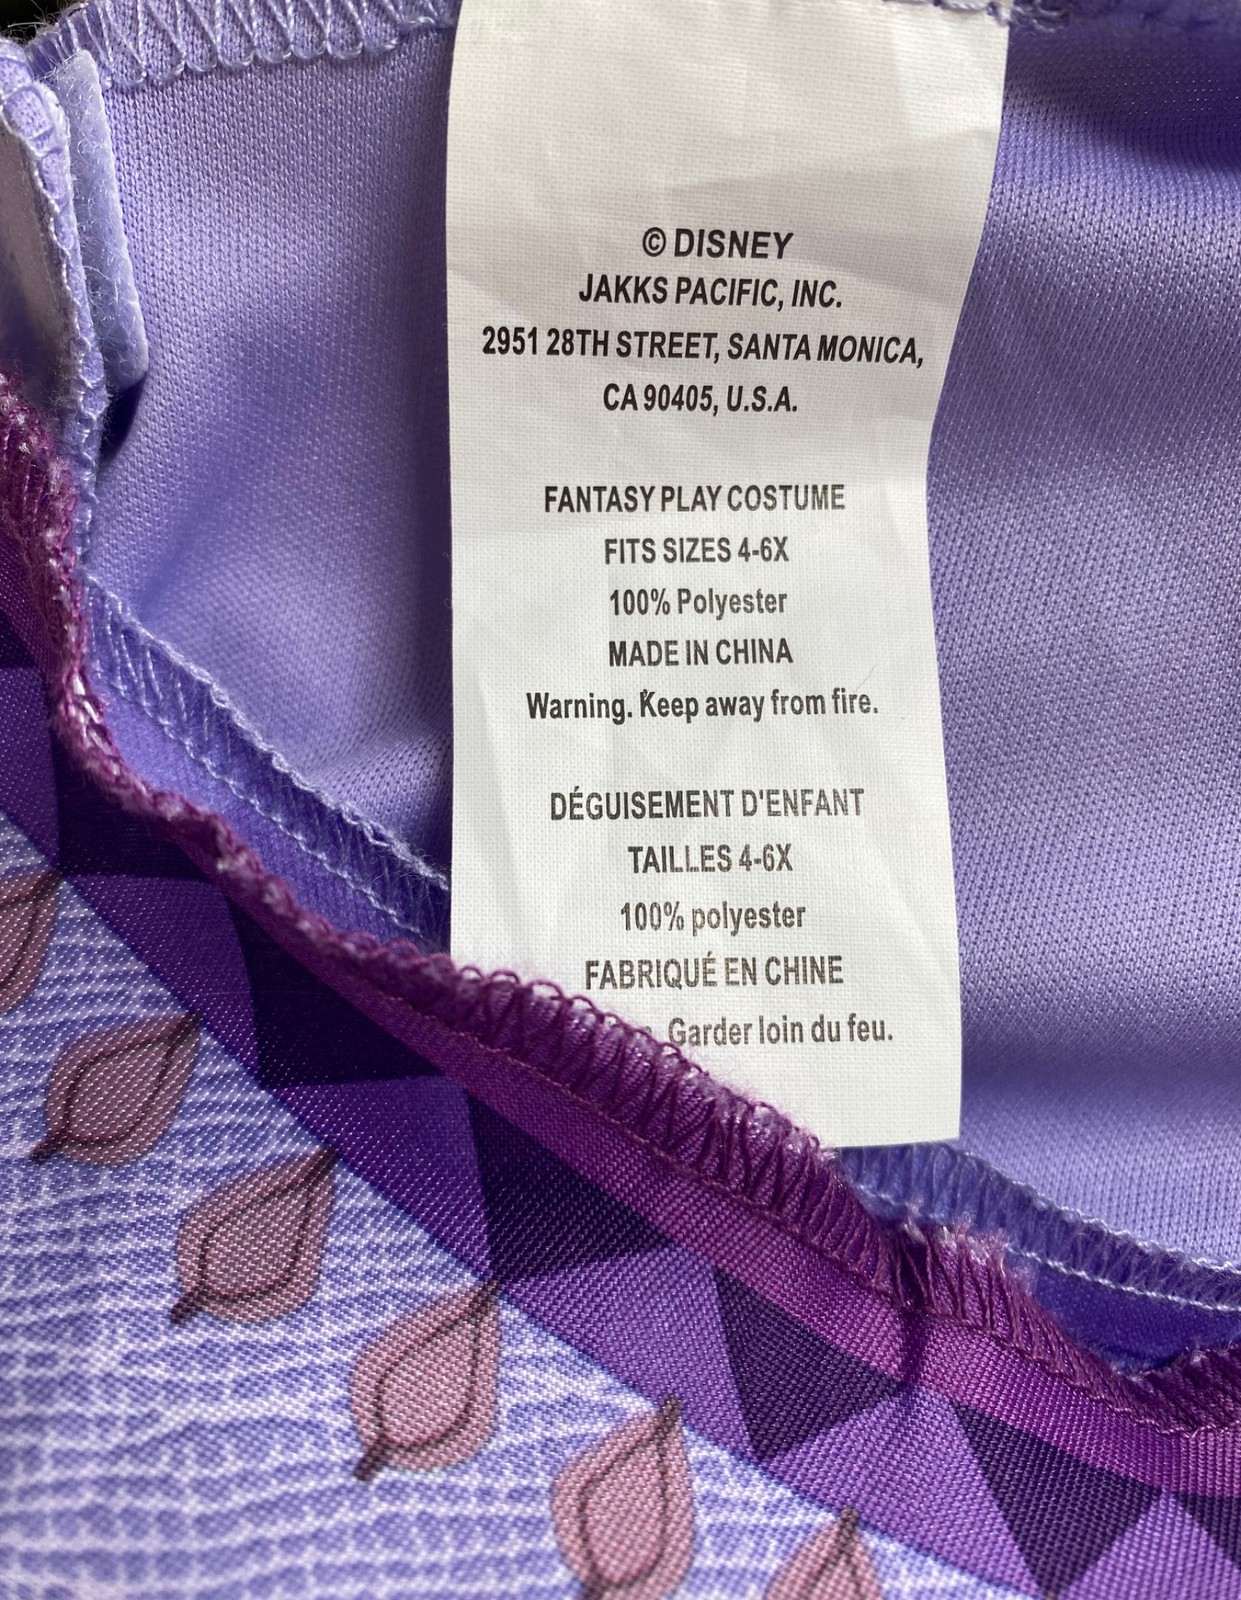 © DISNEY
JAKKS PACIFIC, INC.
2951 28TH STREET, SANTA MONICA,
CA 90405, U.S.A.
FANTASY PLAY COSTUME
FITS SIZES 4-6X
100% Polyester
MADE IN CHINA
Warning. Keep away from fire.
DÉGUISEMENT D'ENFANT
TAILLES 4-6X
100% polyester
FABRIQUÉ EN CHINE
Garder loin du feu.